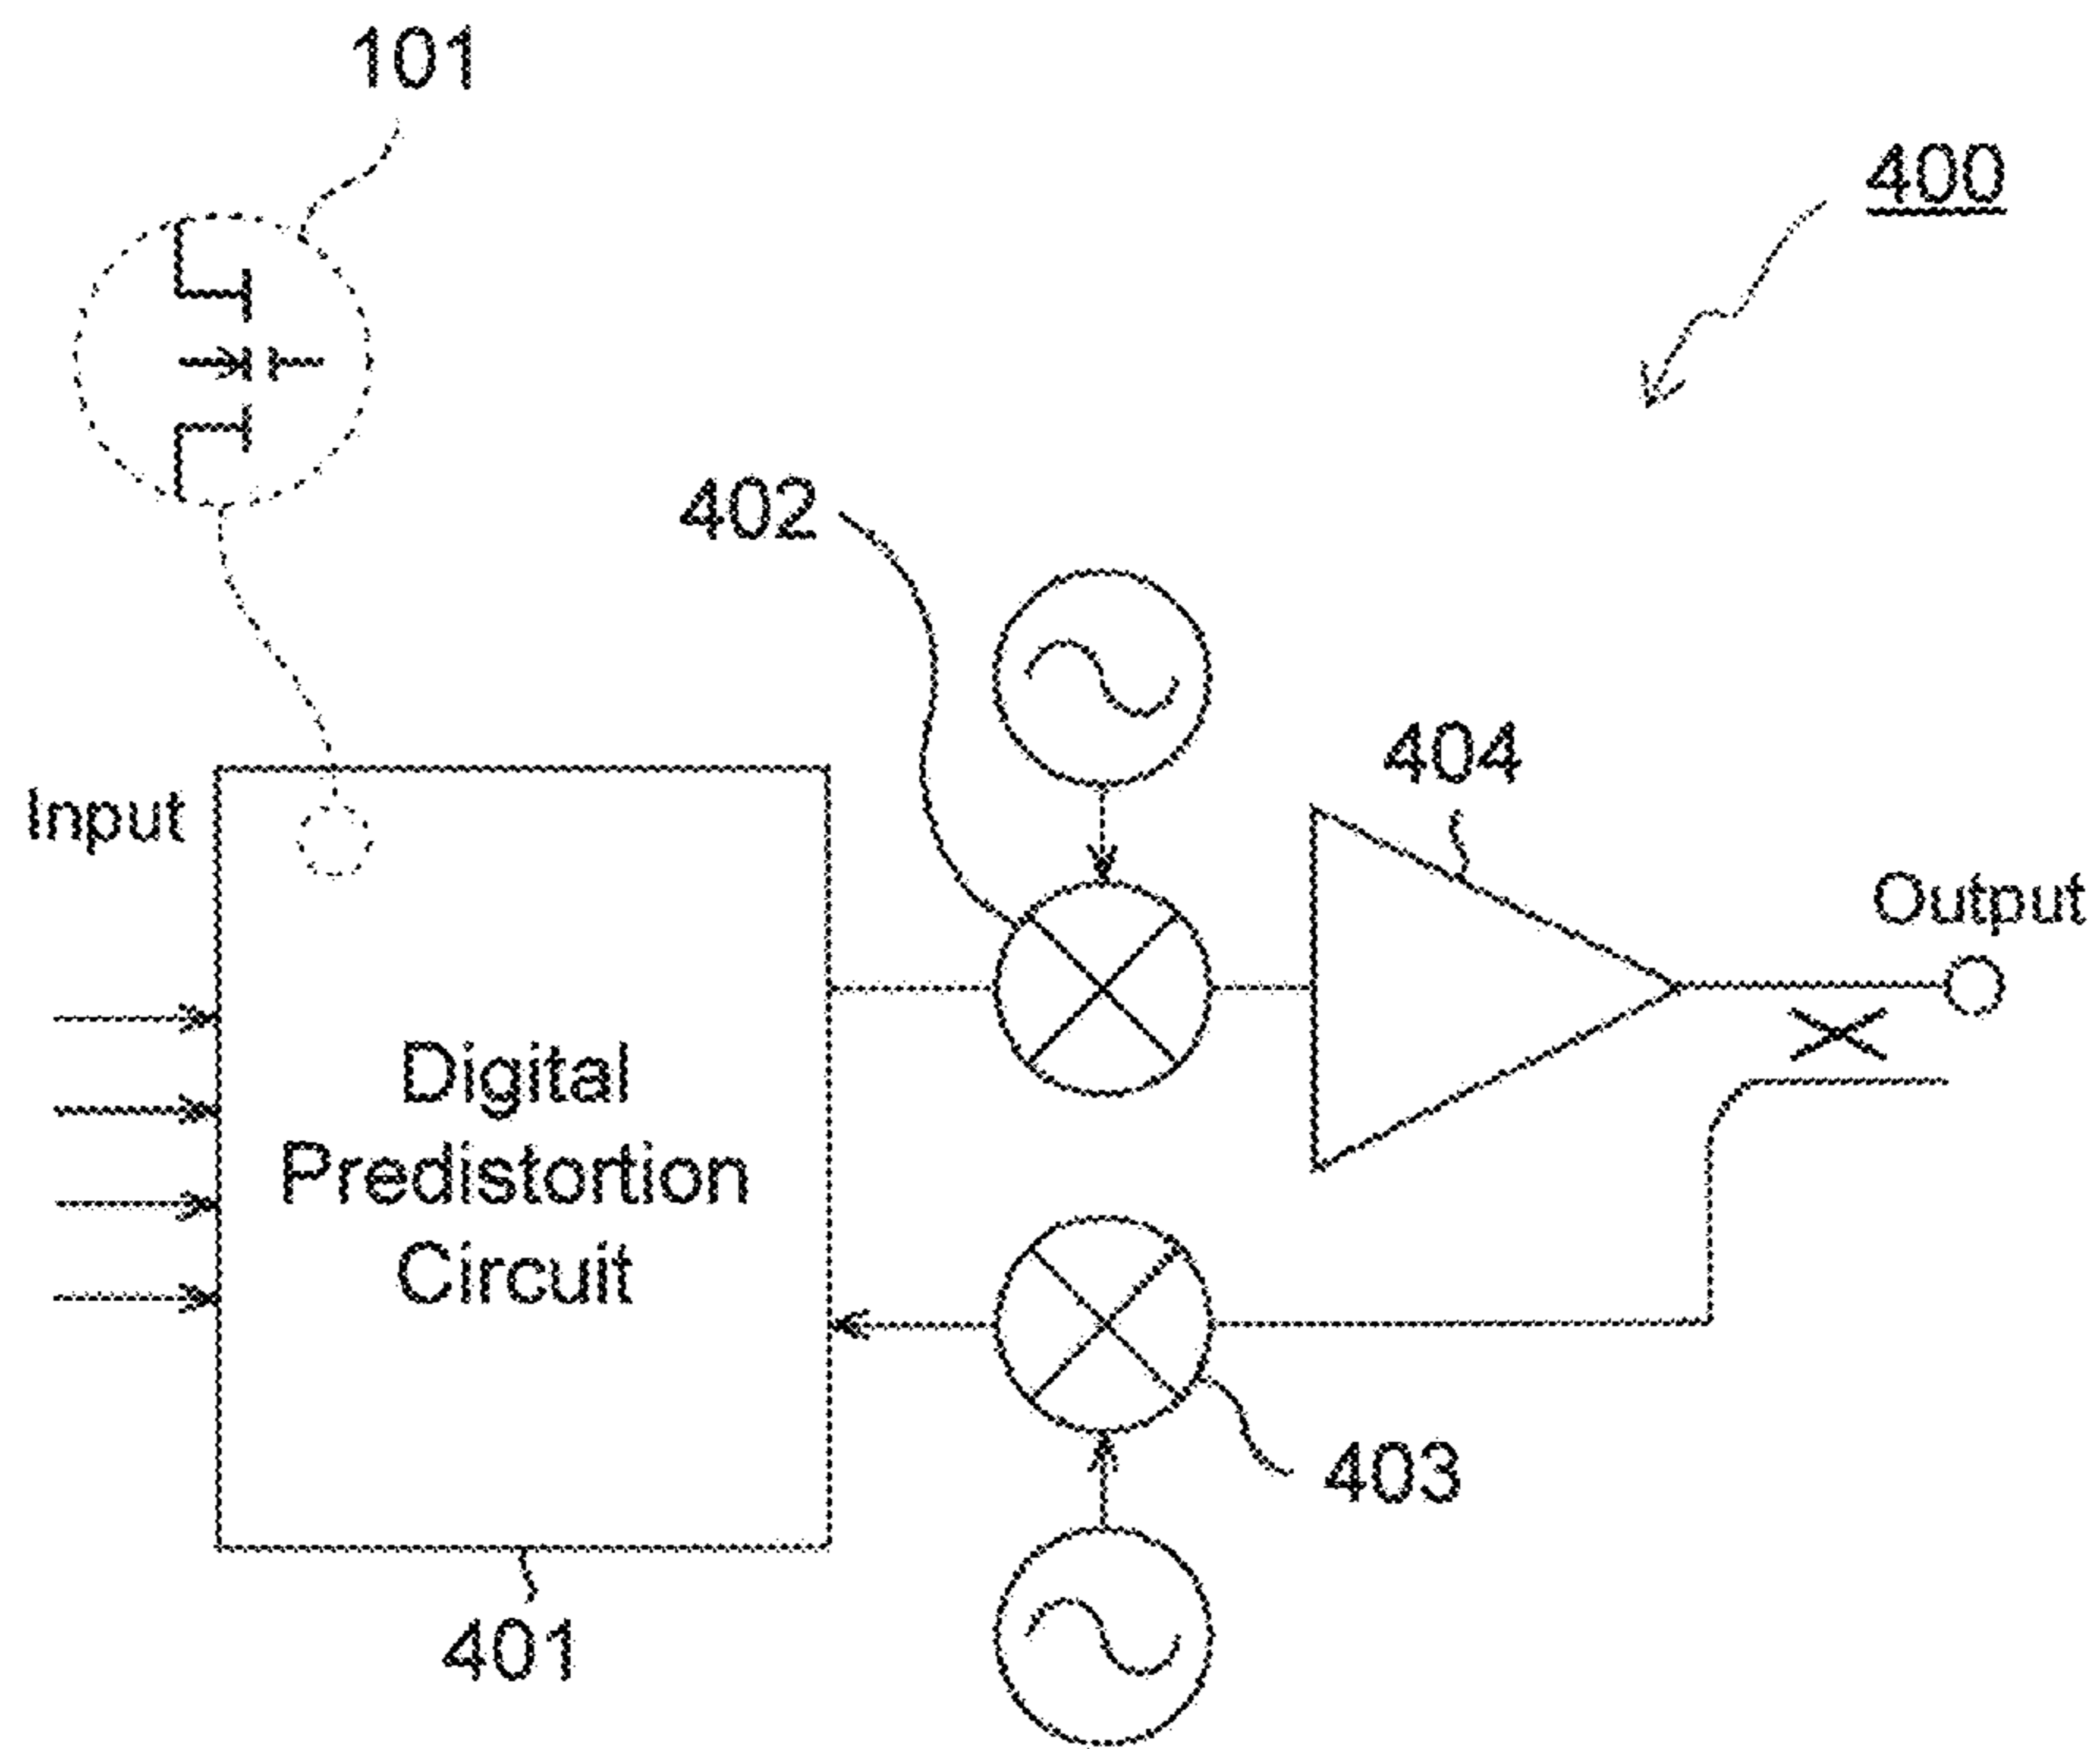 101
400
402
404
Input
Output
Digital
Predistortion
Circuit
403
401